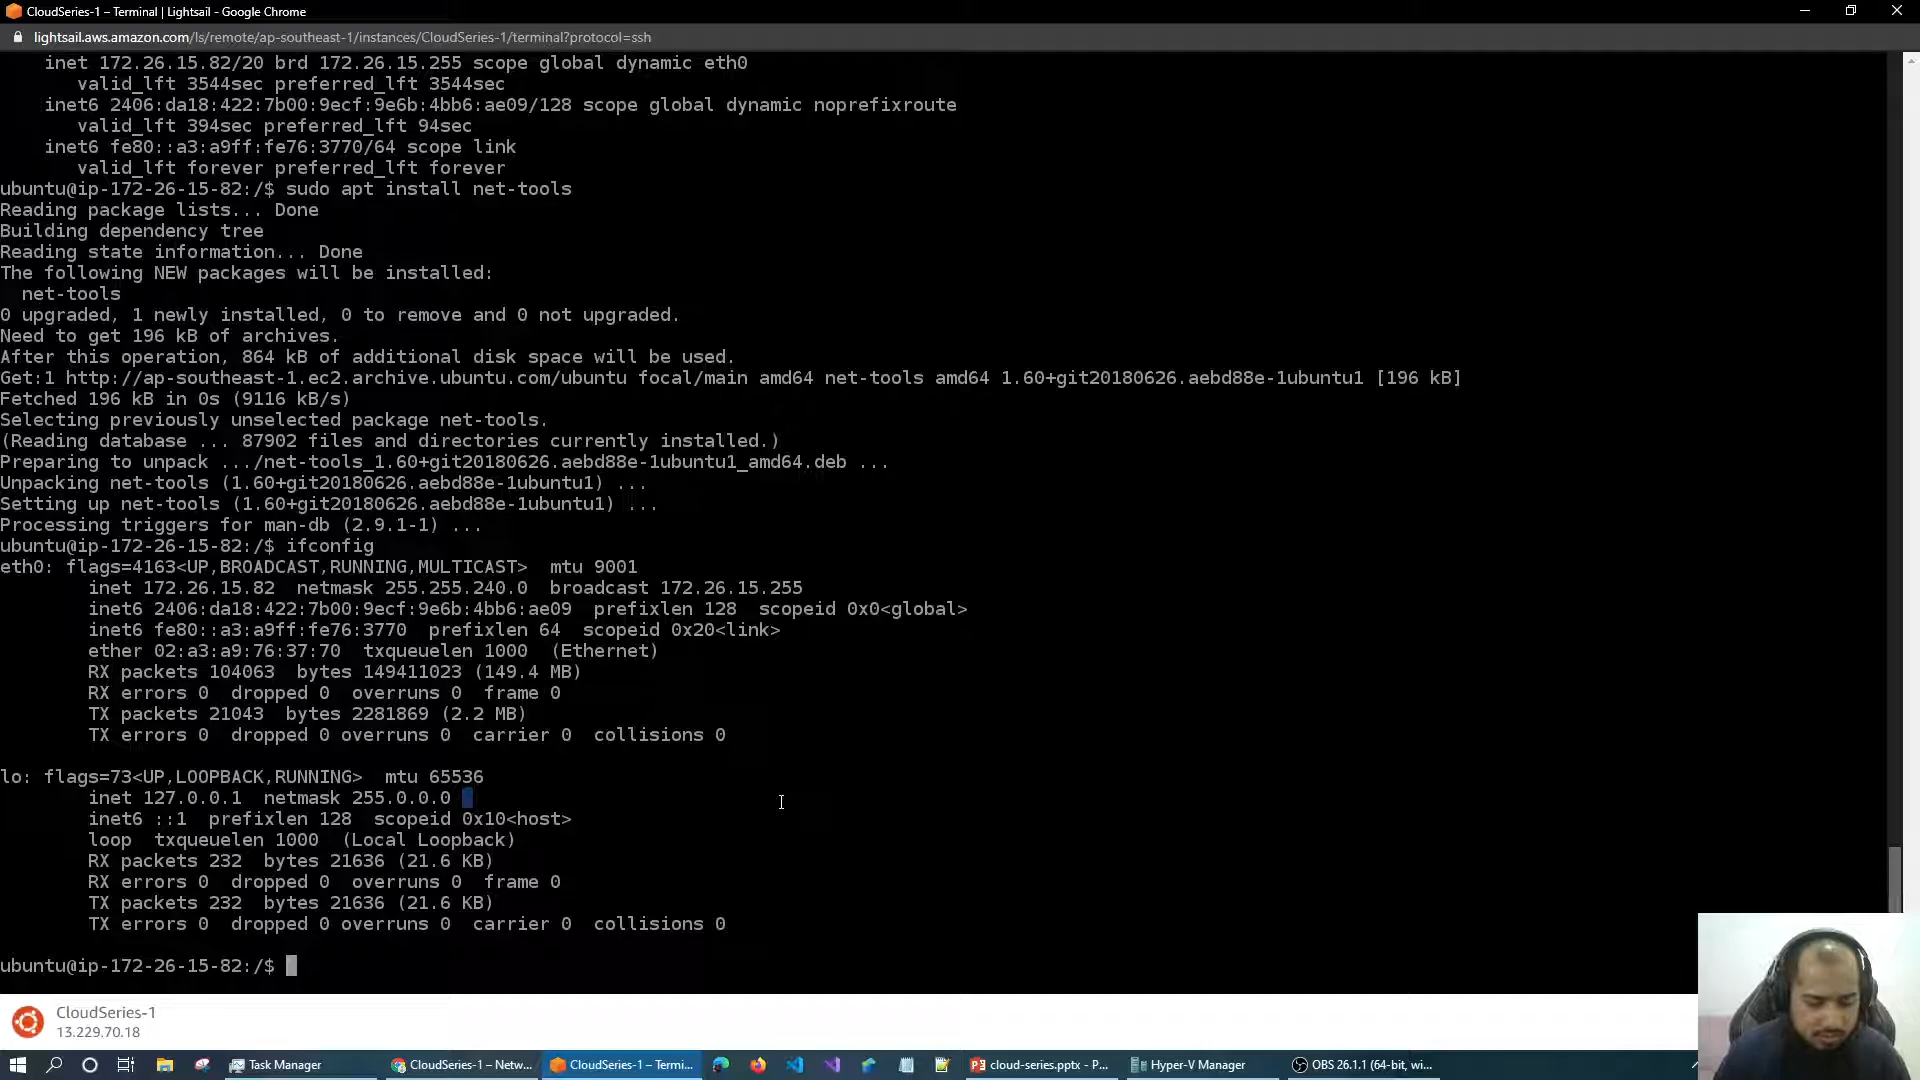 CloudSeries-1 – Terminal | Lightsail - Google Chrome
lightsail.aws.amazon.com/ls/remote/ap-southeast-1/instances/CloudSeries-1/terminal?protocol=ssh
inet 172.26.15.82/20 brd 172.26.15.255 scope global dynamic eth0
valid_lft 3544sec preferred_lft 3544sec
inet6 2406:da18:422:7b00:9ecf:9e6b:4bb6:ae09/128 scope global dynamic noprefixroute
valid_lft 394sec preferred_lft 94sec
inet6 fe80::a3:a9ff:fe76:3770/64 scope link
valid_lft forever preferred_lft forever
ubuntu@ip-172-26-15-82:/$ sudo apt install net-tools
Reading package lists... Done
Building dependency tree
Reading state information... Done
The following NEW packages will be installed:
net-tools
0 upgraded, 1 newly installed, 0 to remove and 0 not upgraded.
Need to get 196 kB of archives.
After this operation, 864 kB of additional disk space will be used.
Get:1 http://ap-southeast-1.ec2.archive.ubuntu.com/ubuntu focal/main amd64 net-tools amd64 1.60+git20180626.aebd88e-1ubuntu1 [196 kB]
Fetched 196 kB in 0s (9116 kB/s)
Selecting previously unselected package net-tools.
(Reading database ... 87902 files and directories currently installed.)
Preparing to unpack .../net-tools_1.60+git20180626.aebd88e-1ubuntu1_amd64.deb ...
Unpacking net-tools (1.60+git20180626.aebd88e-1ubuntu1) ...
Setting up net-tools (1.60+git20180626.aebd88e-1ubuntu1) ...
Processing triggers for man-db (2.9.1-1) ...
ubuntu@ip-172-26-15-82:/$ ifconfig
eth0: flags=4163<UP,BROADCAST,RUNNING,MULTICAST>  mtu 9001
inet 172.26.15.82  netmask 255.255.240.0  broadcast 172.26.15.255
inet6 2406:da18:422:7b00:9ecf:9e6b:4bb6:ae09  prefixlen 128  scopeid 0x0<global>
inet6 fe80::a3:a9ff:fe76:3770  prefixlen 64  scopeid 0x20<link>
ether 02:a3:a9:76:37:70  txqueuelen 1000  (Ethernet)
RX packets 104063  bytes 149411023 (149.4 MB)
RX errors 0  dropped 0  overruns 0  frame 0
TX packets 21043  bytes 2281869 (2.2 MB)
TX errors 0  dropped 0 overruns 0  carrier 0  collisions 0
lo: flags=73<UP,LOOPBACK,RUNNING>  mtu 65536
inet 127.0.0.1  netmask 255.0.0.0
inet6 ::1  prefixlen 128  scopeid 0x10<host>
loop  txqueuelen 1000  (Local Loopback)
RX packets 232  bytes 21636 (21.6 KB)
RX errors 0  dropped 0  overruns 0  frame 0
TX packets 232  bytes 21636 (21.6 KB)
TX errors 0  dropped 0 overruns 0  carrier 0  collisions 0
ubuntu@ip-172-26-15-82:/$
CloudSeries-1
13.229.70.18
Task Manager
CloudSeries-1 – Netw...
CloudSeries-1 – Termi...
cloud-series.pptx - P...
Hyper-V Manager
OBS 26.1.1 (64-bit, wi...